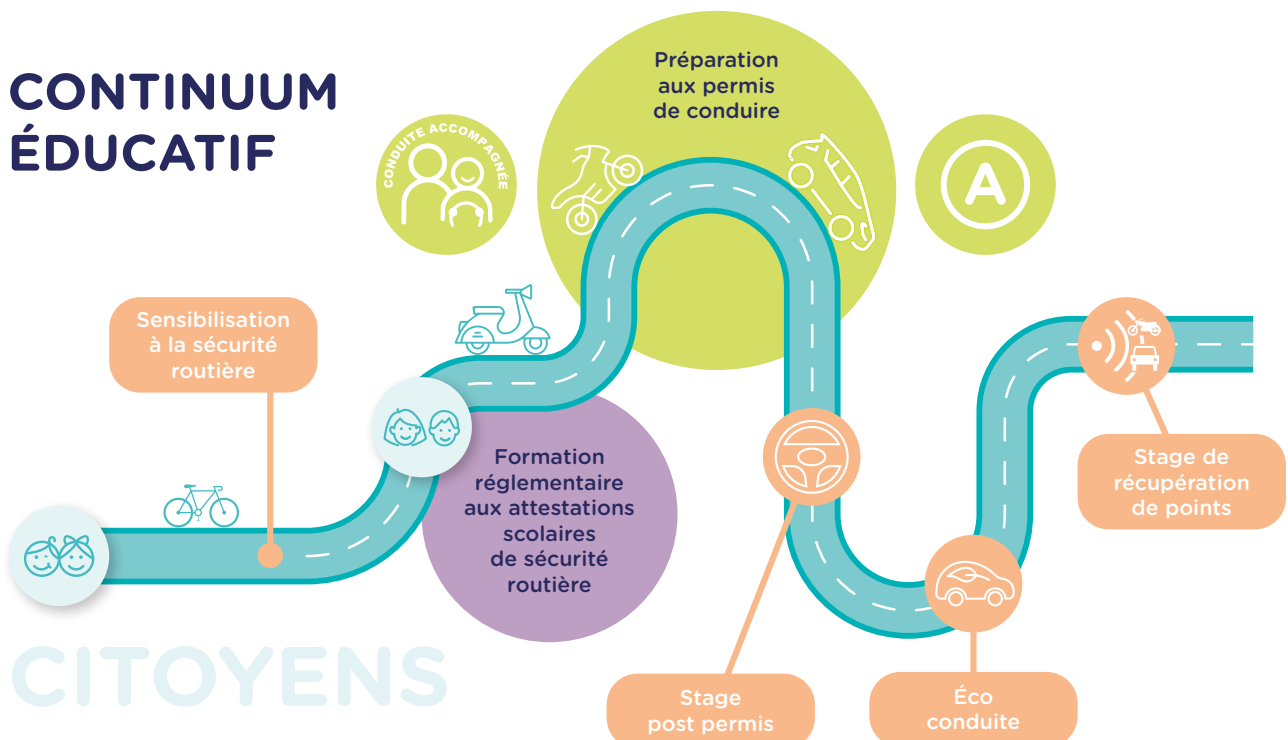 CONTINUUM
ÉDUCATIF
CONDUITE ACCOMPAGNÉE
Préparation
aux permis
de conduire
A
Sensibilisation
à la sécurité
routière
Formation
réglementaire
aux attestations
scolaires
de sécurité
routière
Stage de
récupération
de points
CITOYENS
Stage
post permis
Éco
conduite